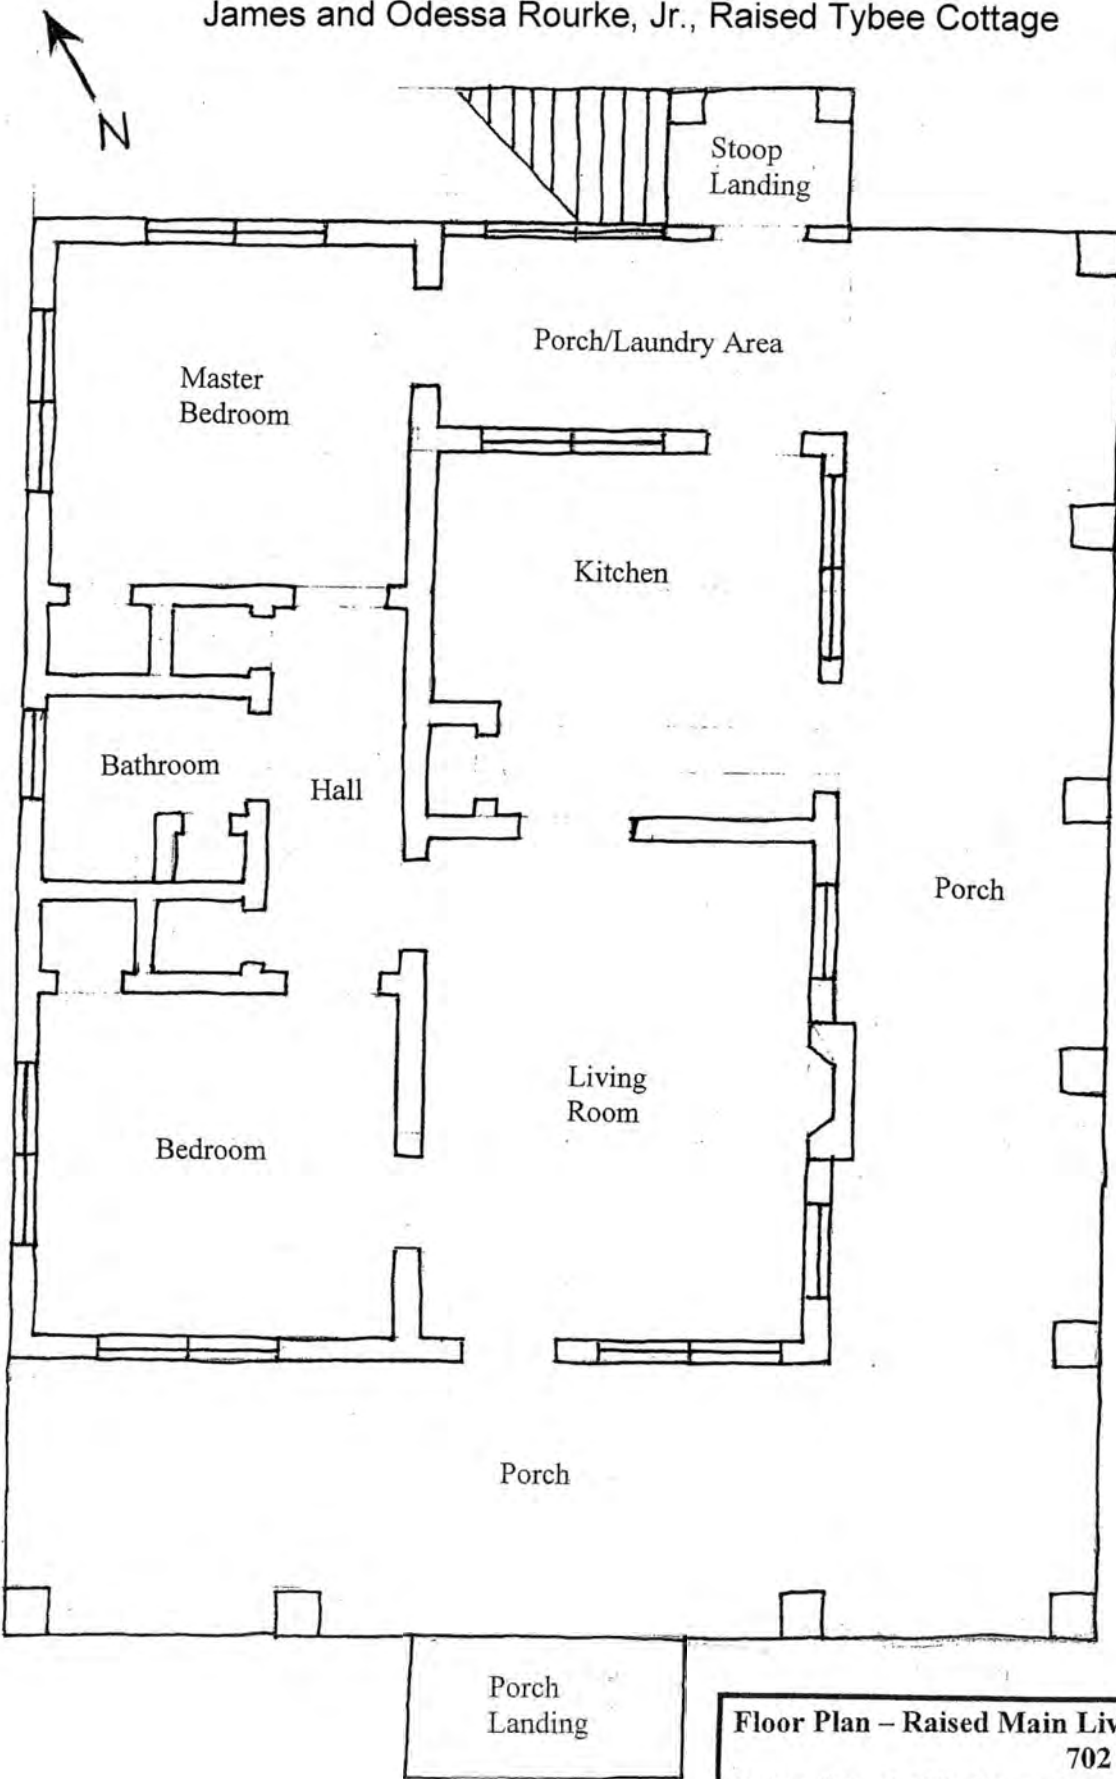 James and Odessa Rourke, Jr., Raised Tybee Cottage
N
Stoop
Landing
Porch/Laundry Area
Master
Bedroom
Kitchen
Bathroom
Hall
Porch
Living
Room
Bedroom
Porch
Porch
Landing
Floor Plan – Raised Main
702